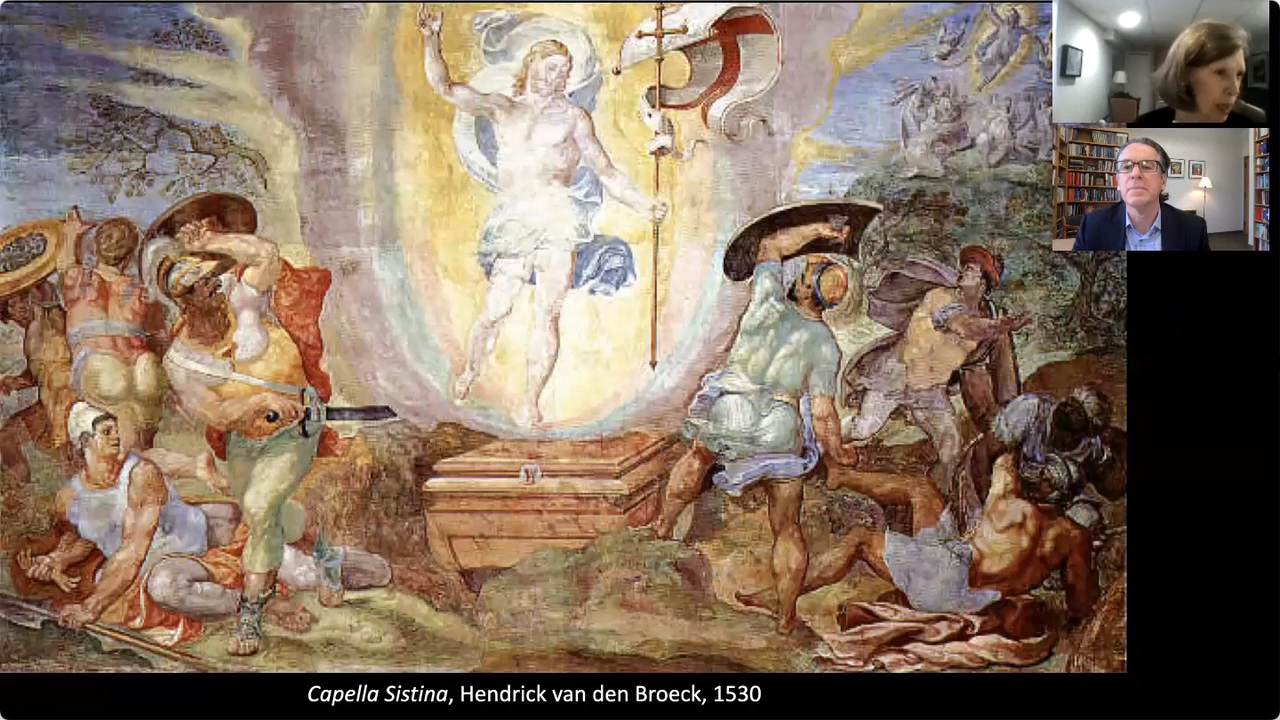 Capella Sistina, Hendrick van den Broeck, 1530